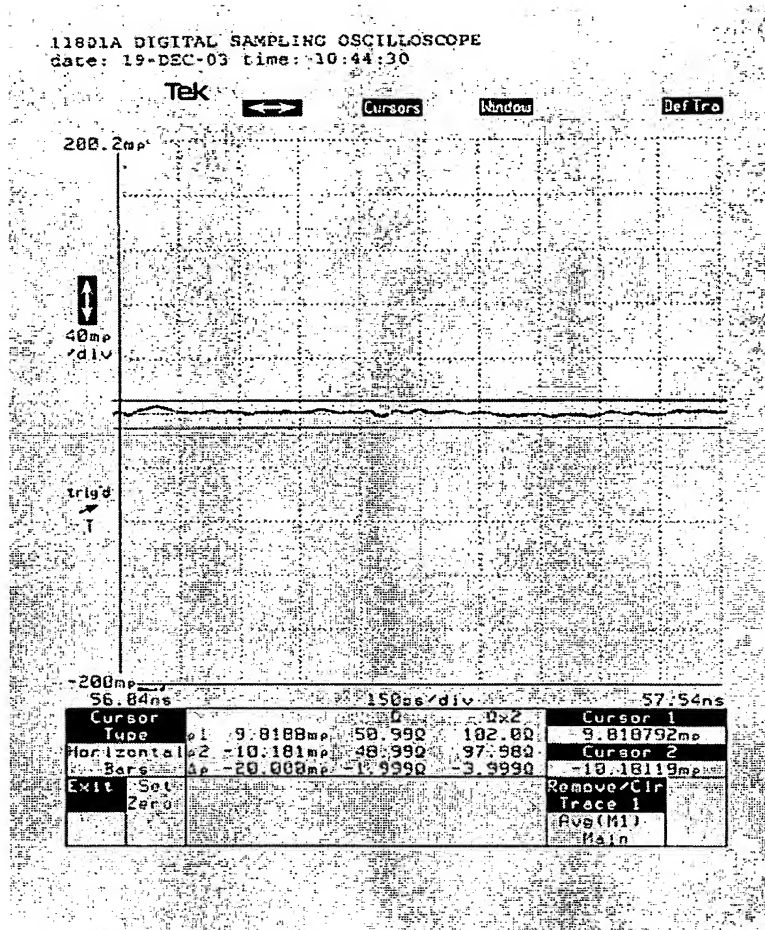 11801A DIGITAL SAMPLING OSCILLOSCOPE
date: 19-DEC-03 time: 10:44:30
Tek
Cursors Window DefTra
200.2mρ
40mρ
/div
trig'd
T
-200mρ
56.04ns 150ps/div 57.54ns
Cursor Ω Ω×2 Cursor 1
Type ρ1 9.8188mρ 50.99Ω 102.0Ω 9.818792mρ
Horizontal ρ2 -10.181mρ 48.99Ω 97.98Ω Cursor 2
Bars Δρ -20.000mρ -1.999Ω -3.999Ω -10.18119mρ
Exit Set Remove/Clr
Zero Trace 1
Avg(M1)
Main